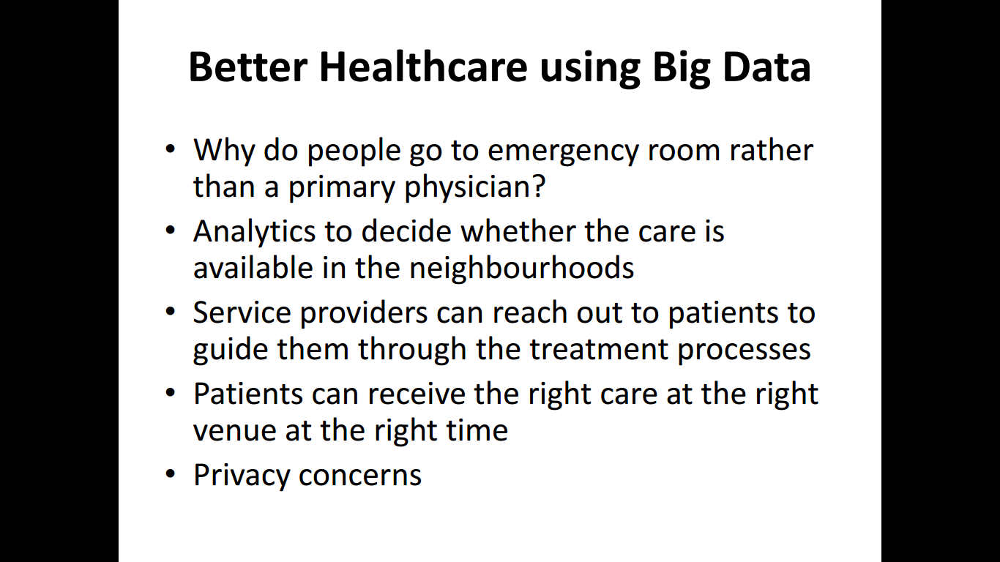 Better Healthcare using Big Data
• Why do people go to emergency room rather
than a primary physician?
• Analytics to decide whether the care is
available in the neighbourhoods
• Service providers can reach out to patients to
guide them through the treatment processes
• Patients can receive the right care at the right
venue at the right time
• Privacy concerns